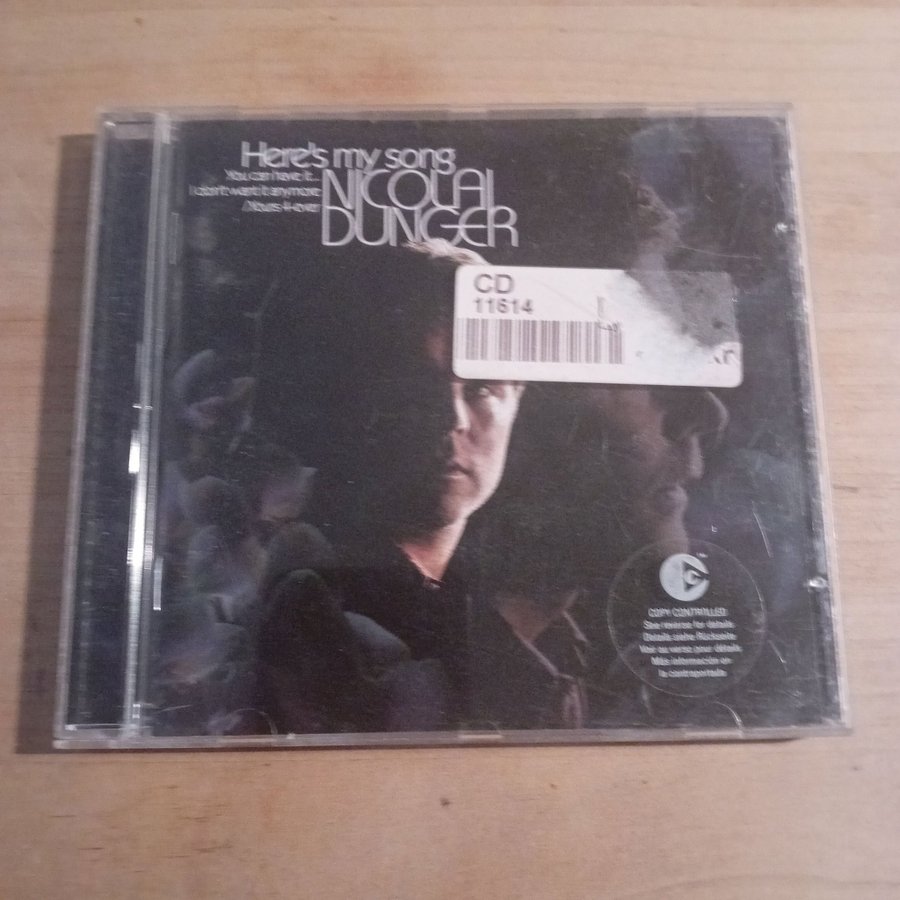 Here's my song
You can have it...
I don't want it anymore
/Yours 4-ever
NICOLAI
DUNGER
CD
11614
COPY CONTROLLED
See reverse for details
Details siehe Rückseite
Voir au verso pour détails
Más información en
la contraportada